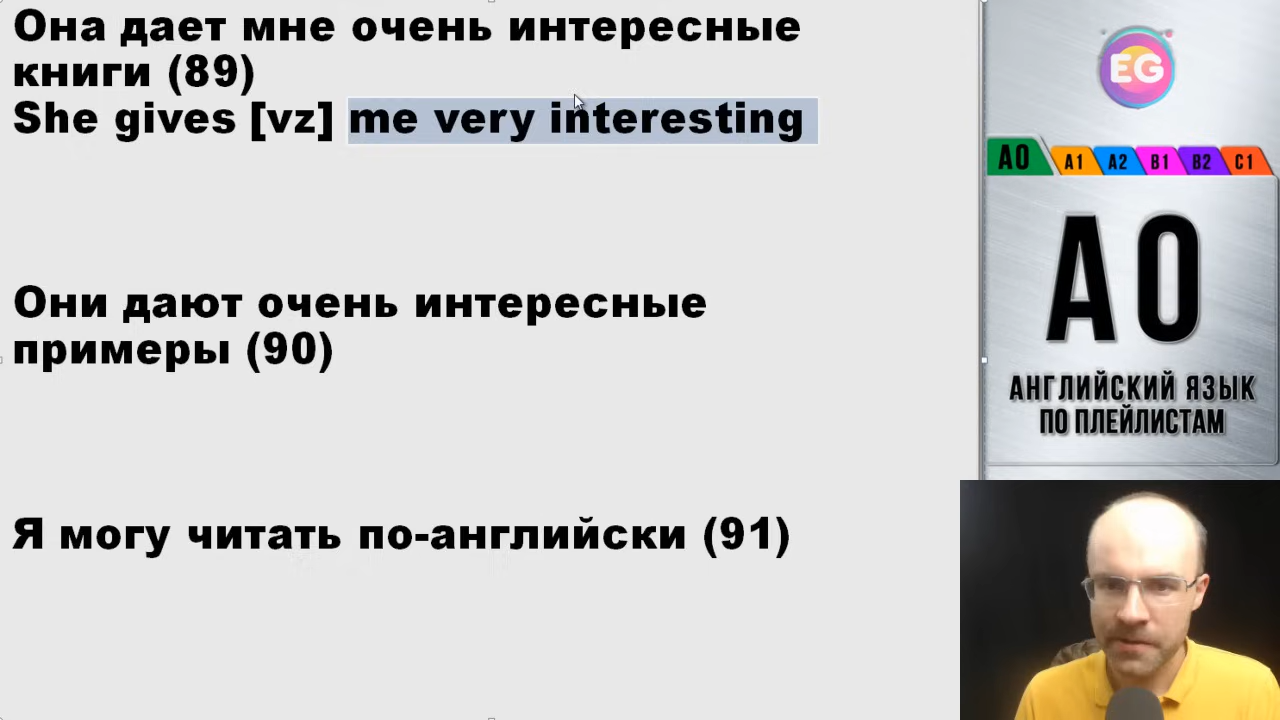 Она дает мне очень интересные
книги (89)
She gives [vz] me very interesting
Они дают очень интересные
примеры (90)
Я могу читать по-английски (91)
EG
A0 A1 A2 B1 B2 C1
A0
АНГЛИЙСКИЙ ЯЗЫК
ПО ПЛЕЙЛИСТАМ